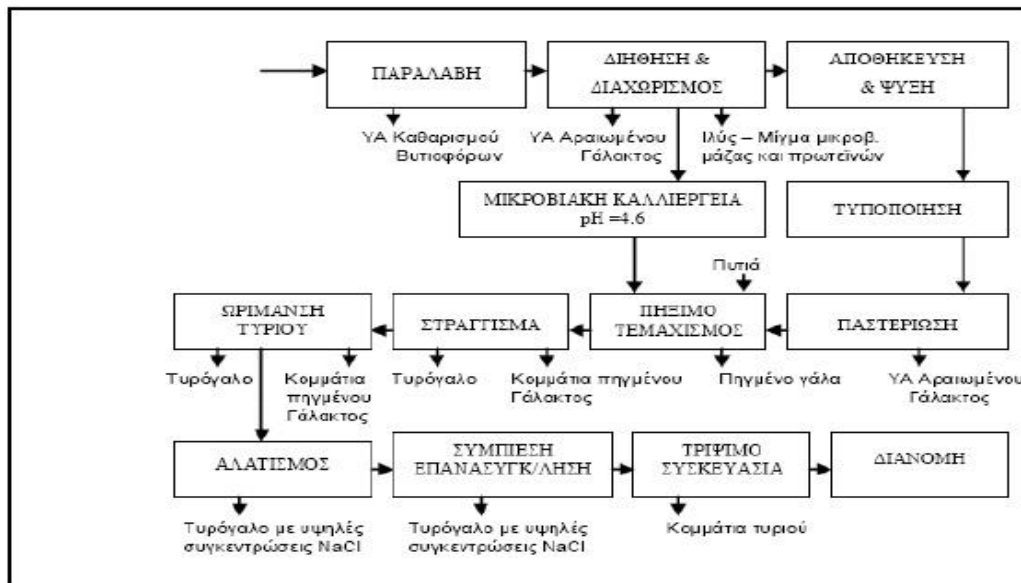 ΠΑΡΑΛΑΒΗ
ΔΙΗΘΗΣΗ &
ΔΙΑΧΩΡΙΣΜΟΣ
ΑΠΟΘΗΚΕΥΣΗ
& ΨΥΞΗ
ΥΑ Καθαρισμού
Βυτιοφόρων
ΥΑ Αραιωμένου
Γάλακτος
Ιλύς – Μίγμα μικροβ.
μάζας και πρωτεϊνών
ΜΙΚΡΟΒΙΑΚΗ ΚΑΛΛΙΕΡΓΕΙΑ
pH =4.6
ΤΥΠΟΠΟΙΗΣΗ
Πυτιά
ΩΡΙΜΑΝΣΗ
ΤΥΡΙΟΥ
ΣΤΡΑΓΓΙΣΜΑ
ΠΗΞΙΜΟ
ΤΕΜΑΧΙΣΜΟΣ
ΠΑΣΤΕΡΙΩΣΗ
Τυρόγαλο
Κομμάτια
πηγμένου
Γάλακτος
Τυρόγαλο
Κομμάτια πηγμένου
Γάλακτος
Πηγμένο γάλα
ΥΑ Αραιωμένου
Γάλακτος
ΑΛΑΤΙΣΜΟΣ
ΣΥΜΠΙΕΣΗ
ΕΠΑΝΑΣΥΓΚ/ΛΗΣΗ
ΤΡΙΨΙΜΟ
ΣΥΣΚΕΥΑΣΙΑ
ΔΙΑΝΟΜΗ
Τυρόγαλο με υψηλές
συγκεντρώσεις NaCl
Τυρόγαλο με υψηλές
συγκεντρώσεις NaCl
Κομμάτια τυριού